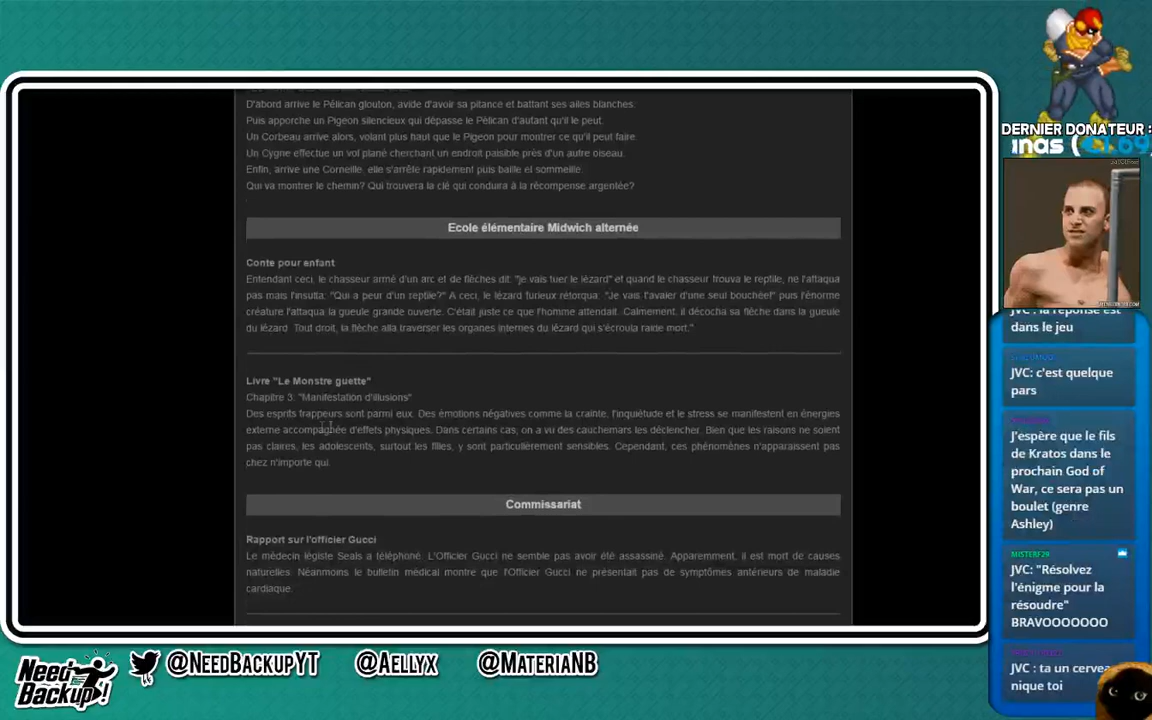 D'abord arrive le Pélican glouton, avide d'avoir sa pitance et battant ses ailes blanches.
Puis approche un Pigeon silencieux qui dépasse le Pélican d'autant qu'il le peut.
Un Corbeau arrive alors, volant plus haut que le Pigeon pour montrer ce qu'il peut faire.
Un Cygne effectue un vol plané cherchant un endroit paisible près d'un autre oiseau.
Enfin, arrive une Corneille, elle s'arrête rapidement puis baille et sommeille.
Qui va montrer le chemin? Qui trouvera la clé qui conduira à la récompense argentée?
Ecole élémentaire Midwich alternée
Conte pour enfant
Entendant ceci, le chasseur armé d'un arc et de flèches dit: "je vais tuer le lézard" et quand le chasseur trouva le reptile, ne l'attaqua
pas mais l'insulta: "Qui a peur d'un reptile?" A ceci, le lézard furieux rétorqua: "Je vais t'avaler d'une seul bouchée!" puis l'énorme
créature l'attaqua la gueule grande ouverte. C'était juste ce que l'homme attendait. Calmement, il décocha sa flèche dans la gueule
du lézard. Tout droit, la flèche alla traverser les organes internes du lézard qui s'écroula raide mort."
Livre "Le Monstre guette"
Chapitre 3: "Manifestation d'illusions"
Des esprits trappeurs sont parmi eux. Des émotions négatives comme la crainte, l'inquiétude et le stress se manifestent en énergies
externe accompagnée d'effets physiques. Dans certains cas, on a vu des cauchemars les déclencher. Bien que les raisons ne soient
pas claires, les adolescents, surtout les filles, y sont particulièrement sensibles. Cependant, ces phénomènes n'apparaissent pas
chez n'importe qui.
Commissariat
Rapport sur l'officier Gucci
Le médecin légiste Seals a téléphoné. L'Officier Gucci ne semble pas avoir été assassiné. Apparemment, il est mort de causes
naturelles. Néanmoins le bulletin médical montre que l'Officier Gucci ne présentait pas de symptômes antérieurs de maladie
cardiaque.
DERNIER DONATEUR :
inas (€1.69
JVC : la réponse est
dans le jeu
JVC: c'est quelque
pars
J'espère que le fils
de Kratos dans le
prochain God of
War, ce sera pas un
boulet (genre
Ashley)
MISTERF29
JVC: "Résolvez
l'énigme pour la
résoudre"
BRAVOOOOOOO
JVC : ta un cervea
nique toi
Need
Backup!
@NeedBackupYT
@Aellyx
@MateriaNB